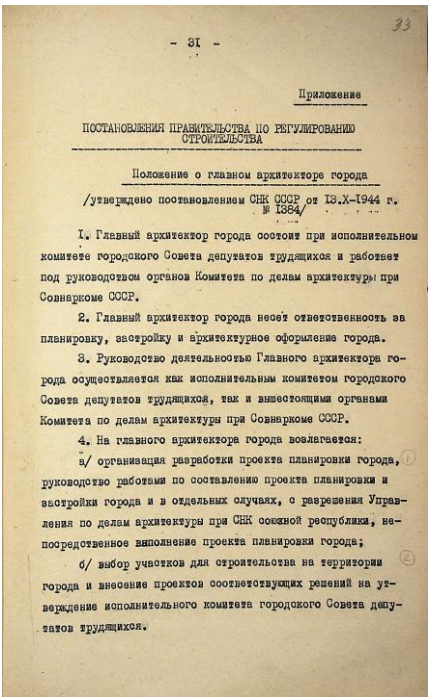 33
- 31 -
Приложение
ПОСТАНОВЛЕНИЯ ПРАВИТЕЛЬСТВА ПО РЕГУЛИРОВАНИЮ
СТРОИТЕЛЬСТВА
Положение о главном архитекторе города
/утверждено постановлением СНК СССР от 13.X-1944 г.
№ 1384/
1. Главный архитектор города состоит при исполнительном
комитете городского Совета депутатов трудящихся и работает
под руководством органов Комитета по делам архитектуры при
Совнаркоме СССР.
2. Главный архитектор города несет ответственность за
планировку, застройку и архитектурное оформление города.
3. Руководство деятельностью Главного архитектора го-
рода осуществляется как исполнительным комитетом городского
Совета депутатов трудящихся, так и вышестоящими органами
Комитета по делам архитектуры при Совнаркоме СССР.
4. На главного архитектора города возлагается:
а/ организация разработки проекта планировки города, 1
руководство работами по составлению проекта планировки и
застройки города и в отдельных случаях, с разрешения Управ-
ления по делам архитектуры при СНК союзной республики, не-
посредственное выполнение проекта планировки города;
б/ выбор участков для строительства на территории 2
города и внесение проектов соответствующих решений на ут-
верждение исполнительного комитета городского Совета депу-
татов трудящихся.